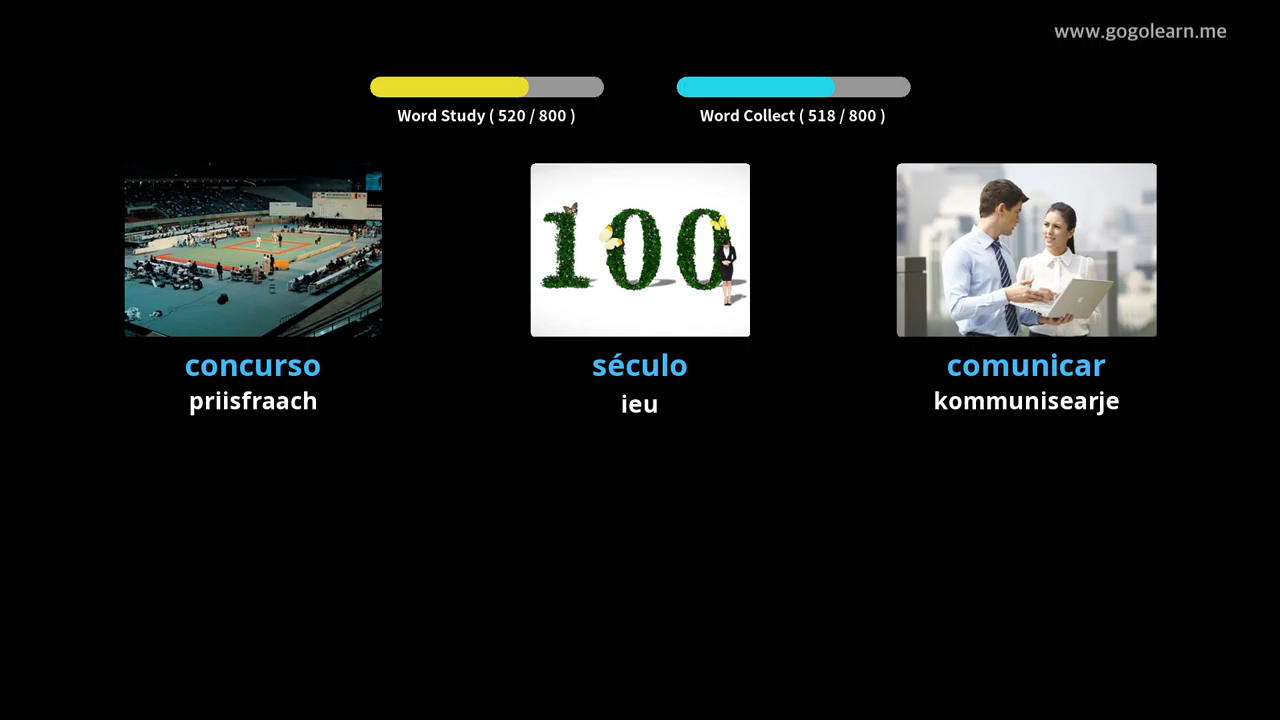 www.gogolearn.me
Word Study ( 520 / 800 )
Word Collect ( 518 / 800 )
100
concurso
século
comunicar
priisfraach
ieu
kommunisearje